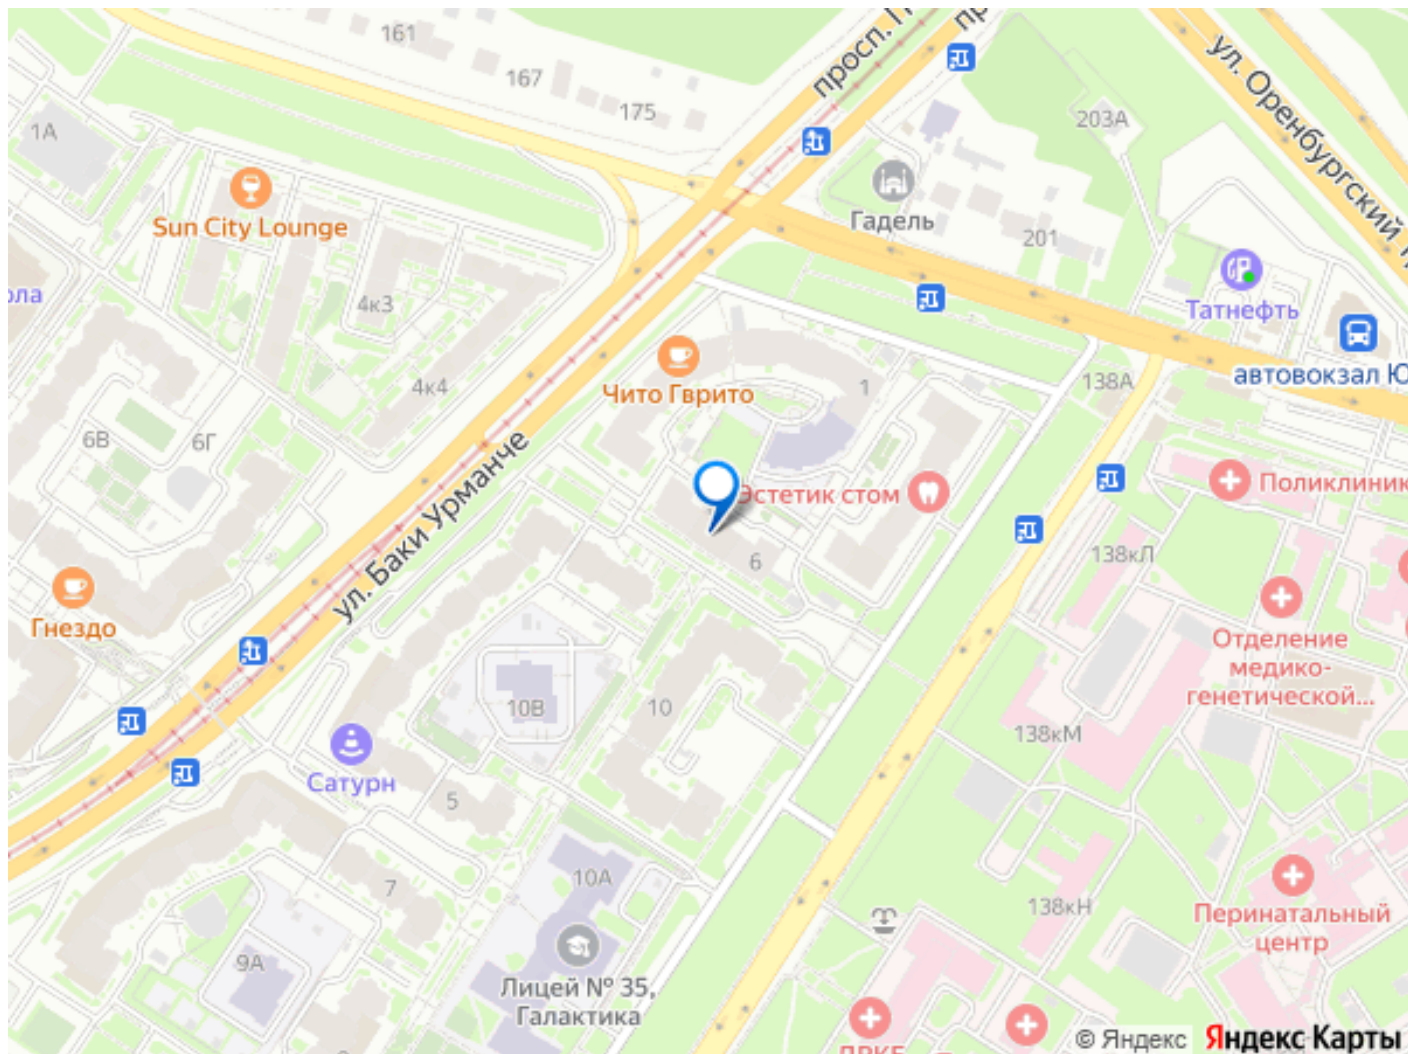 161
167
175
1А
203А
ул. Оренбургский
просп.
Гадель
201
Sun City Lounge
4к3
4к4
Татнефть
автовокзал
Чито Гврито
1
138А
6В
6Г
ул. Баки Урманче
Эстетик стом
6
138кЛ
Гнездо
Отделение
медико-
генетической...
10В
10
138кМ
Сатурн
5
7
10А
138кН
Перинатальный
центр
9А
Лицей № 35,
Галактика
© Яндекс Яндекс Карты